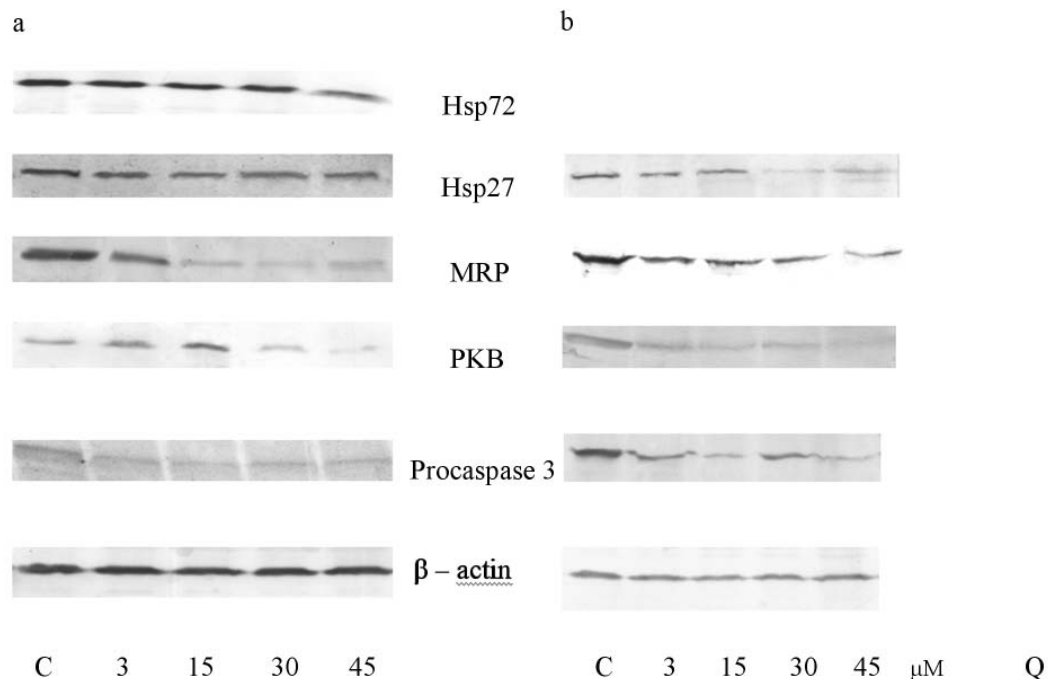 a b
Hsp72
Hsp27
MRP
PKB
Procaspase 3
β – actin
C 3 15 30 45 C 3 15 30 45 μM Q